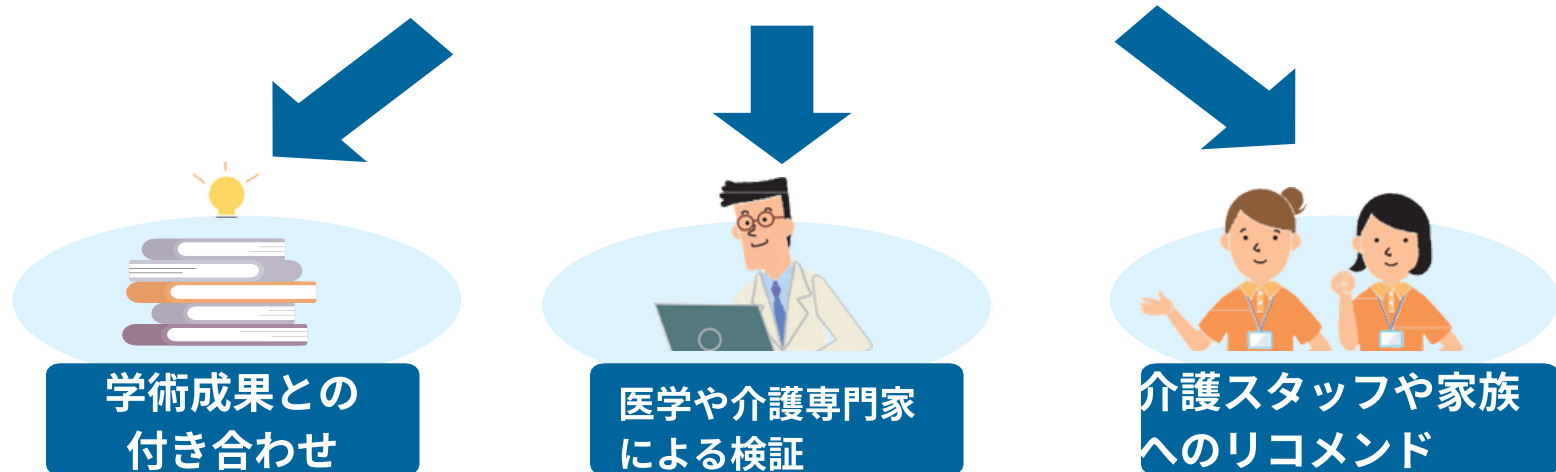 学術成果との
付き合わせ
医学や介護専門家
による検証
介護スタッフや家族
へのリコメンド